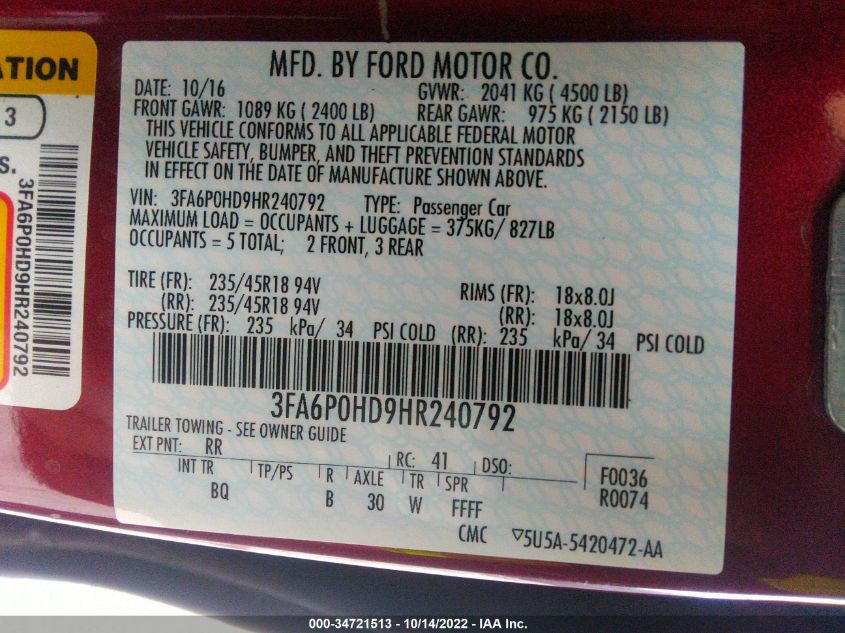 ATION
3
S.
3FA6P0HD9HR240792
MFD. BY FORD MOTOR CO.
DATE: 10/16 GVWR: 2041 KG ( 4500 LB)
FRONT GAWR: 1089 KG ( 2400 LB) REAR GAWR: 975 KG ( 2150 LB)
THIS VEHICLE CONFORMS TO ALL APPLICABLE FEDERAL MOTOR
VEHICLE SAFETY, BUMPER, AND THEFT PREVENTION STANDARDS
IN EFFECT ON THE DATE OF MANUFACTURE SHOWN ABOVE.
VIN: 3FA6P0HD9HR240792 TYPE: Passenger Car
MAXIMUM LOAD = OCCUPANTS + LUGGAGE = 375KG/ 827LB
OCCUPANTS = 5 TOTAL; 2 FRONT, 3 REAR
TIRE (FR): 235/45R18 94V RIMS (FR): 18x8.0J
(RR): 235/45R18 94V (RR): 18x8.0J
PRESSURE (FR): 235 kPa/ 34 PSI COLD (RR): 235 kPa/ 34 PSI COLD
3FA6P0HD9HR240792
TRAILER TOWING - SEE OWNER GUIDE
EXT PNT: RR RC: 41 DSO: F0036
INT TR TP/PS R AXLE TR SPR R0074
BQ B 30 W FFFF
CMC ▽5U5A-5420472-AA
000-34721513 - 10/14/2022 - IAA Inc.